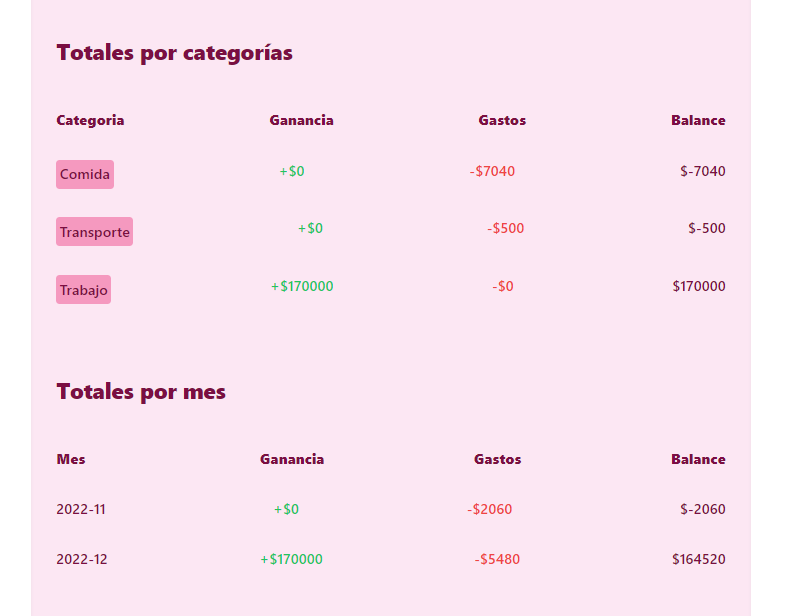 Totales por categorías
Categoria Ganancia Gastos Balance
Comida +$0 -$7040 $-7040
Transporte +$0 -$500 $-500
Trabajo +$170000 -$0 $170000
Totales por mes
Mes Ganancia Gastos Balance
2022-11 +$0 -$2060 $-2060
2022-12 +$170000 -$5480 $164520